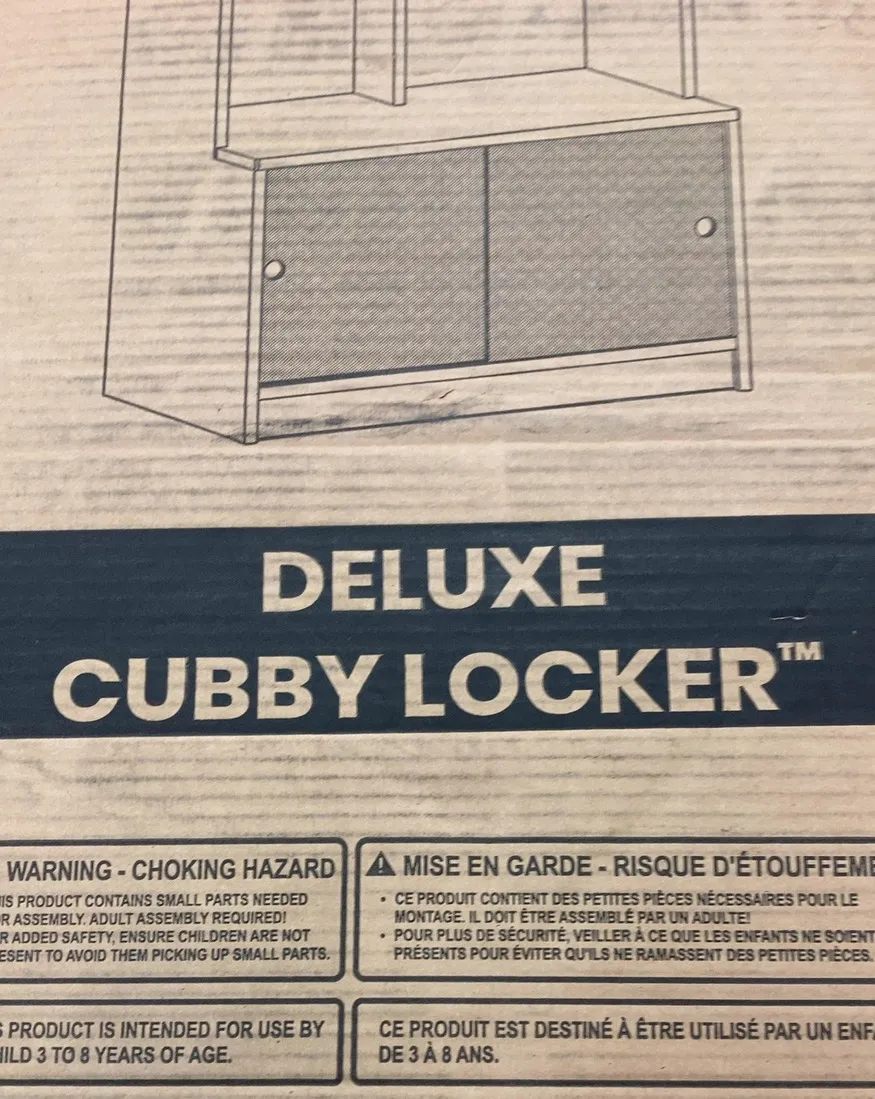 DELUXE
CUBBY LOCKER™
WARNING - CHOKING HAZARD
IS PRODUCT CONTAINS SMALL PARTS NEEDED
R ASSEMBLY. ADULT ASSEMBLY REQUIRED!
R ADDED SAFETY, ENSURE CHILDREN ARE NOT
ESENT TO AVOID THEM PICKING UP SMALL PARTS.
MISE EN GARDE - RISQUE D'ÉTOUFFEME
• CE PRODUIT CONTIENT DES PETITES PIÈCES NÉCESSAIRES POUR LE
MONTAGE. IL DOIT ÊTRE ASSEMBLÉ PAR UN ADULTE!
• POUR PLUS DE SÉCURITÉ, VEILLER À CE QUE LES ENFANTS NE SOIENT
PRÉSENTS POUR ÉVITER QU'ILS NE RAMASSENT DES PETITES PIÈCES.
S PRODUCT IS INTENDED FOR USE BY
HILD 3 TO 8 YEARS OF AGE.
CE PRODUIT EST DESTINÉ À ÊTRE UTILISÉ PAR UN ENFA
DE 3 À 8 ANS.